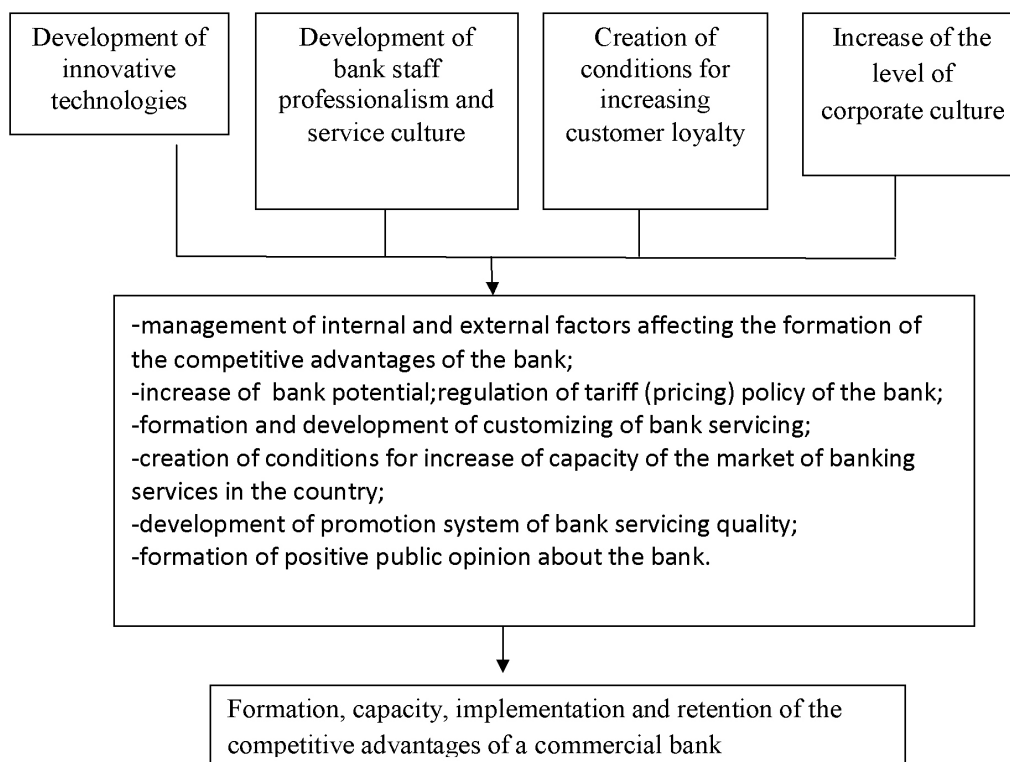 Development of
innovative
technologies
Development of
bank staff
professionalism and
service culture
Creation of
conditions for
increasing
customer loyalty
Increase of the
level of
corporate culture
-management of internal and external factors affecting the formation of
the competitive advantages of the bank;
-increase of  bank potential;regulation of tariff (pricing) policy of the bank;
-formation and development of customizing of bank servicing;
-creation of conditions for increase of capacity of the market of banking
services in the country;
-development of promotion system of bank servicing quality;
-formation of positive public opinion about the bank.
Formation, capacity, implementation and retention of the
competitive advantages of a commercial bank